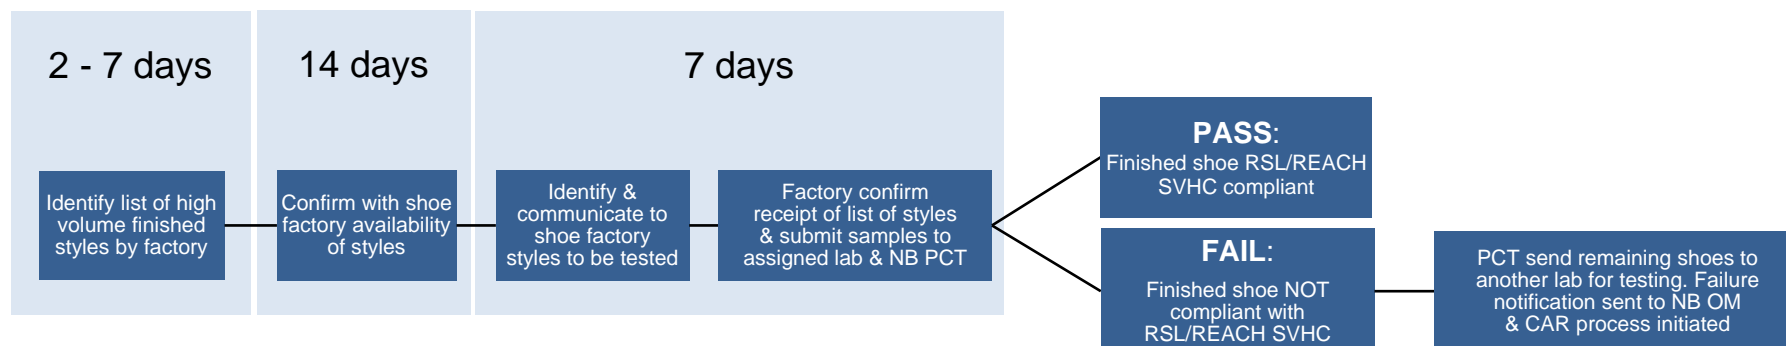 2 - 7 days
14 days
7 days
Identify list of high
volume finished
styles by factory
Confirm with shoe
factory availability
of styles
Identify &
communicate to
shoe factory
styles to be tested
Factory confirm
receipt of list of styles
& submit samples to
assigned lab & NB PCT
PASS:
Finished shoe RSL/REACH
SVHC compliant
FAIL:
Finished shoe NOT
compliant with
RSL/REACH SVHC
PCT send remaining shoes to
another lab for testing. Failure
notification sent to NB OM
& CAR process initiated